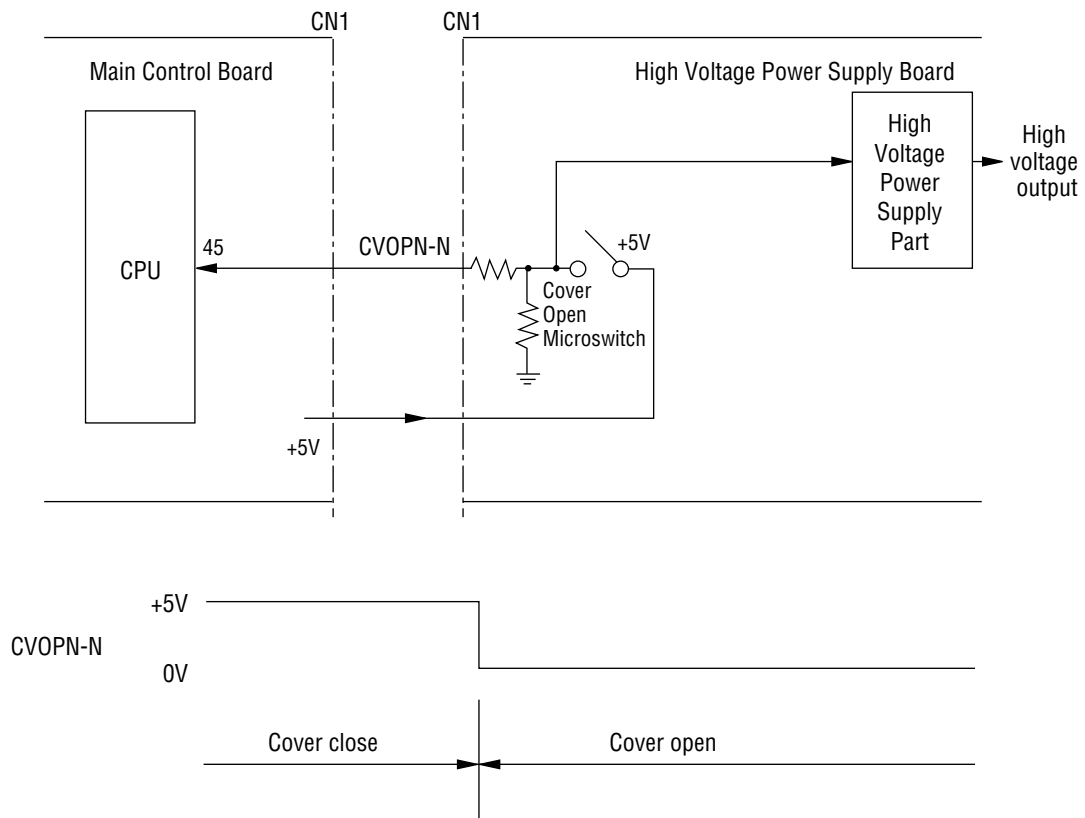 CN1
CN1
Main Control Board
High Voltage Power Supply Board
High
Voltage
Power
Supply
Part
High
voltage
output
CPU
45
CVOPN-N
+5V
Cover
Open
Microswitch
+5V
+5V
CVOPN-N
0V
Cover close
Cover open